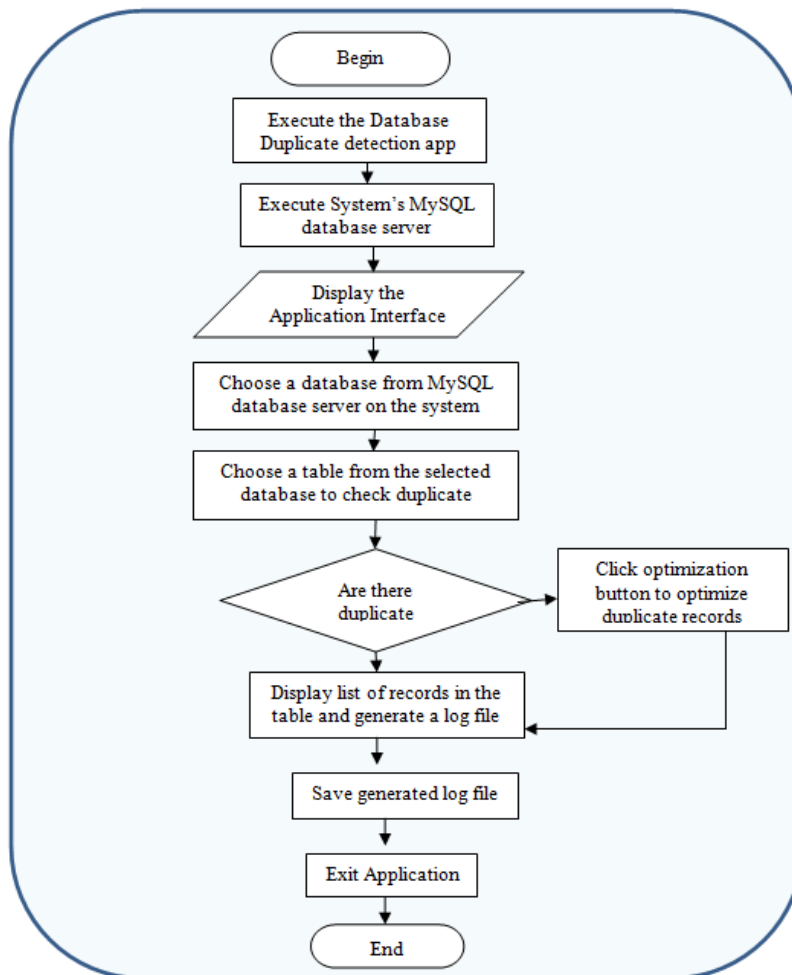 Begin
Execute the Database
Duplicate detection app
Execute System's MySQL
database server
Display the
Application Interface
Choose a database from MySQL
database server on the system
Choose a table from the selected
database to check duplicate
Are there
duplicate
Click optimization
button to optimize
duplicate records
Display list of records in the
table and generate a log file
Save generated log file
Exit Application
End